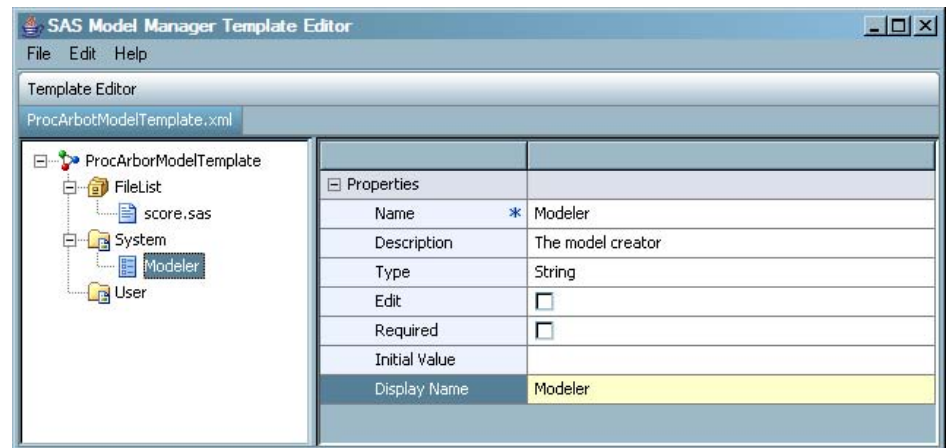 SAS Model Manager Template Editor
File Edit Help
Template Editor
ProcArbotModelTemplate.xml
ProcArborModelTemplate
FileList
score.sas
System
Modeler
User
Properties
Name * Modeler
Description The model creator
Type String
Edit
Required
Initial Value
Display Name Modeler